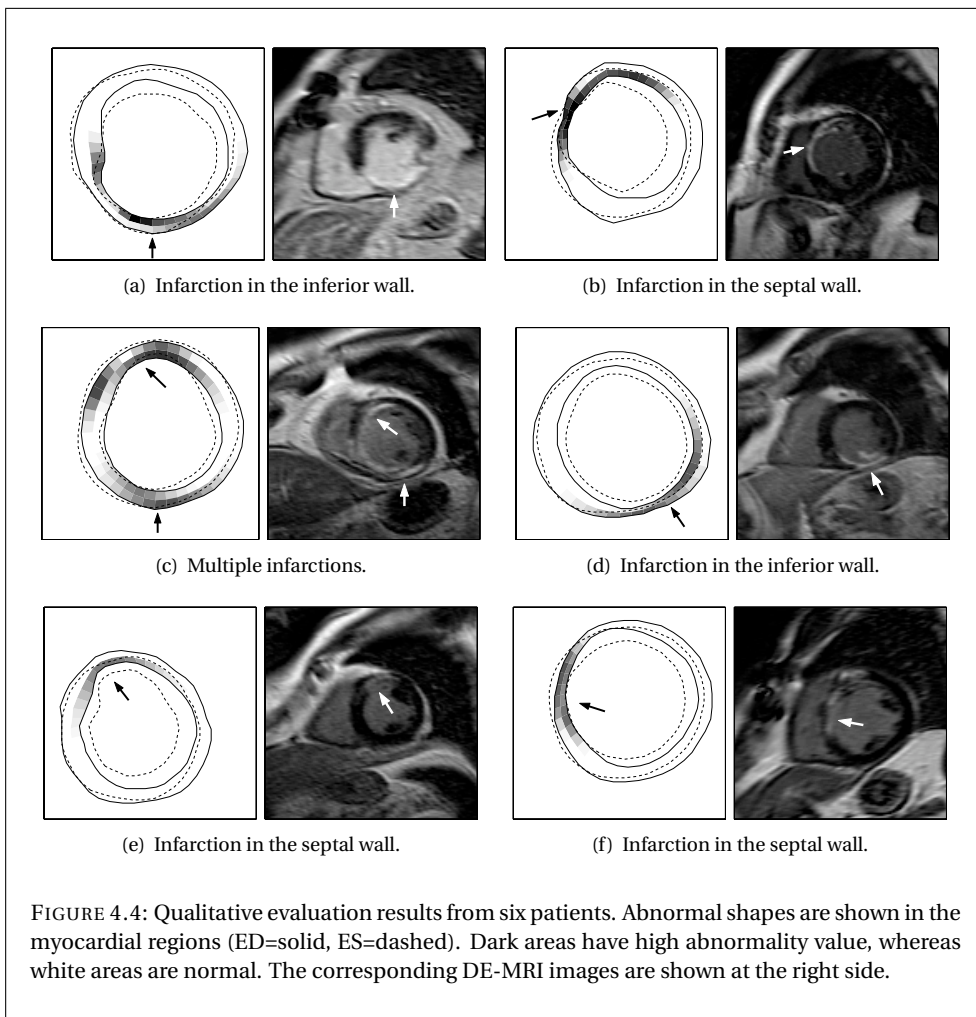 (a) Infarction in the inferior wall.
(b) Infarction in the septal wall.
(c) Multiple infarctions.
(d) Infarction in the inferior wall.
(e) Infarction in the septal wall.
(f) Infarction in the septal wall.
FIGURE 4.4: Qualitative evaluation results from six patients. Abnormal shapes are shown in the
myocardial regions (ED=solid, ES=dashed). Dark areas have high abnormality value, whereas
white areas are normal. The corresponding DE-MRI images are shown at the right side.